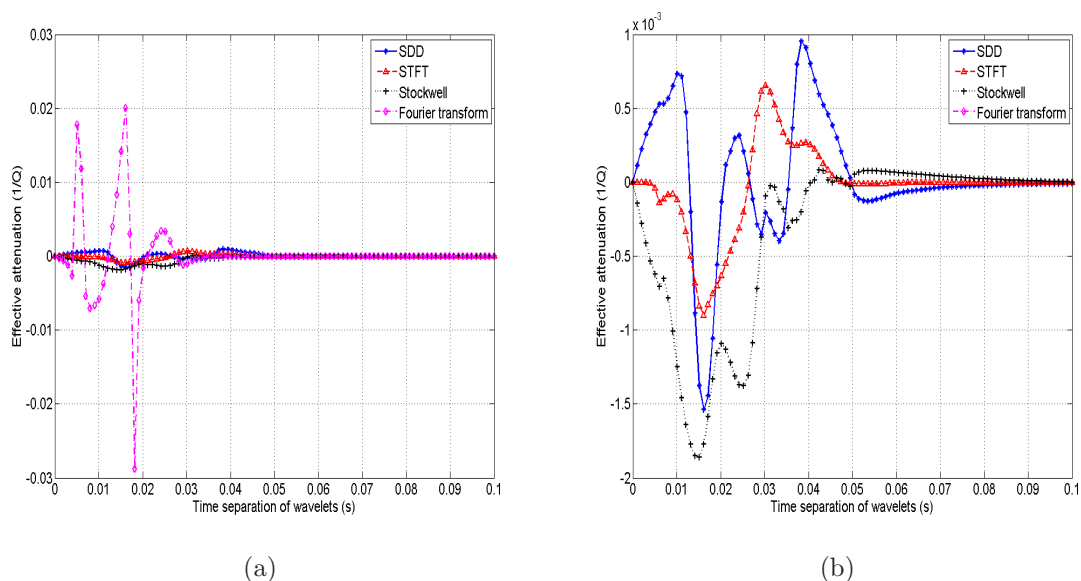 0.03
0.02
0.01
0
-0.01
-0.02
-0.03
Effective attenuation (1/Q)
0 0.01 0.02 0.03 0.04 0.05 0.06 0.07 0.08 0.09 0.1
Time separation of wavelets (s)
SDD
STFT
Stockwell
Fourier transform
(a)
x 10⁻³
1
0.5
0
-0.5
-1
-1.5
-2
Effective attenuation (1/Q)
0 0.01 0.02 0.03 0.04 0.05 0.06 0.07 0.08 0.09 0.1
Time separation of wavelets (s)
SDD
STFT
Stockwell
Fourier transform
(b)